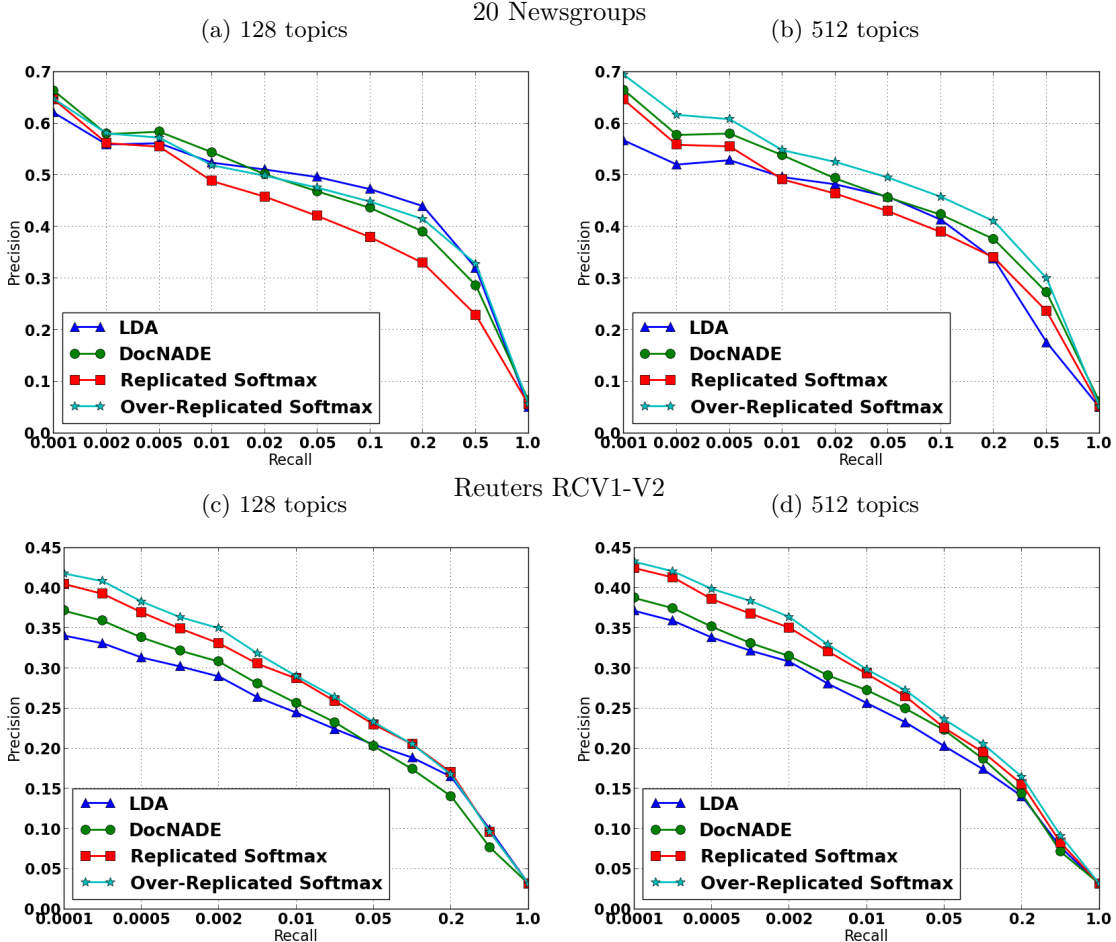 20 Newsgroups
(a) 128 topics
0.7
0.6
0.5
0.4
0.3
0.2
0.1
0.0
Precision
LDA
DocNADE
Replicated Softmax
Over-Replicated Softmax
0.001 0.002 0.005 0.01 0.02 0.05 0.1 0.2 0.5 1.0
Recall
(b) 512 topics
0.7
0.6
0.5
0.4
0.3
0.2
0.1
0.0
Precision
LDA
DocNADE
Replicated Softmax
Over-Replicated Softmax
0.001 0.002 0.005 0.01 0.02 0.05 0.1 0.2 0.5 1.0
Recall
Reuters RCV1-V2
(c) 128 topics
0.45
0.40
0.35
0.30
0.25
0.20
0.15
0.10
0.05
0.00
Precision
LDA
DocNADE
Replicated Softmax
Over-Replicated Softmax
0.0001 0.0005 0.002 0.01 0.05 0.2 1.0
Recall
(d) 512 topics
0.45
0.40
0.35
0.30
0.25
0.20
0.15
0.10
0.05
0.00
Precision
LDA
DocNADE
Replicated Softmax
Over-Replicated Softmax
0.0001 0.0005 0.002 0.01 0.05 0.2 1.0
Recall